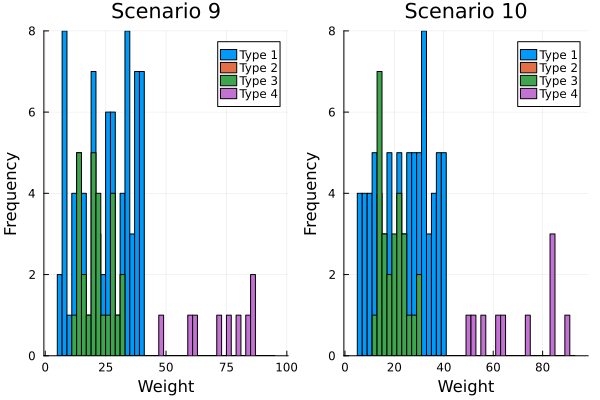 Scenario 9
Frequency
8
6
4
2
0
0 25 50 75 100
Weight
Type 1
Type 2
Type 3
Type 4
Scenario 10
Frequency
8
6
4
2
0
0 20 40 60 80
Weight
Type 1
Type 2
Type 3
Type 4